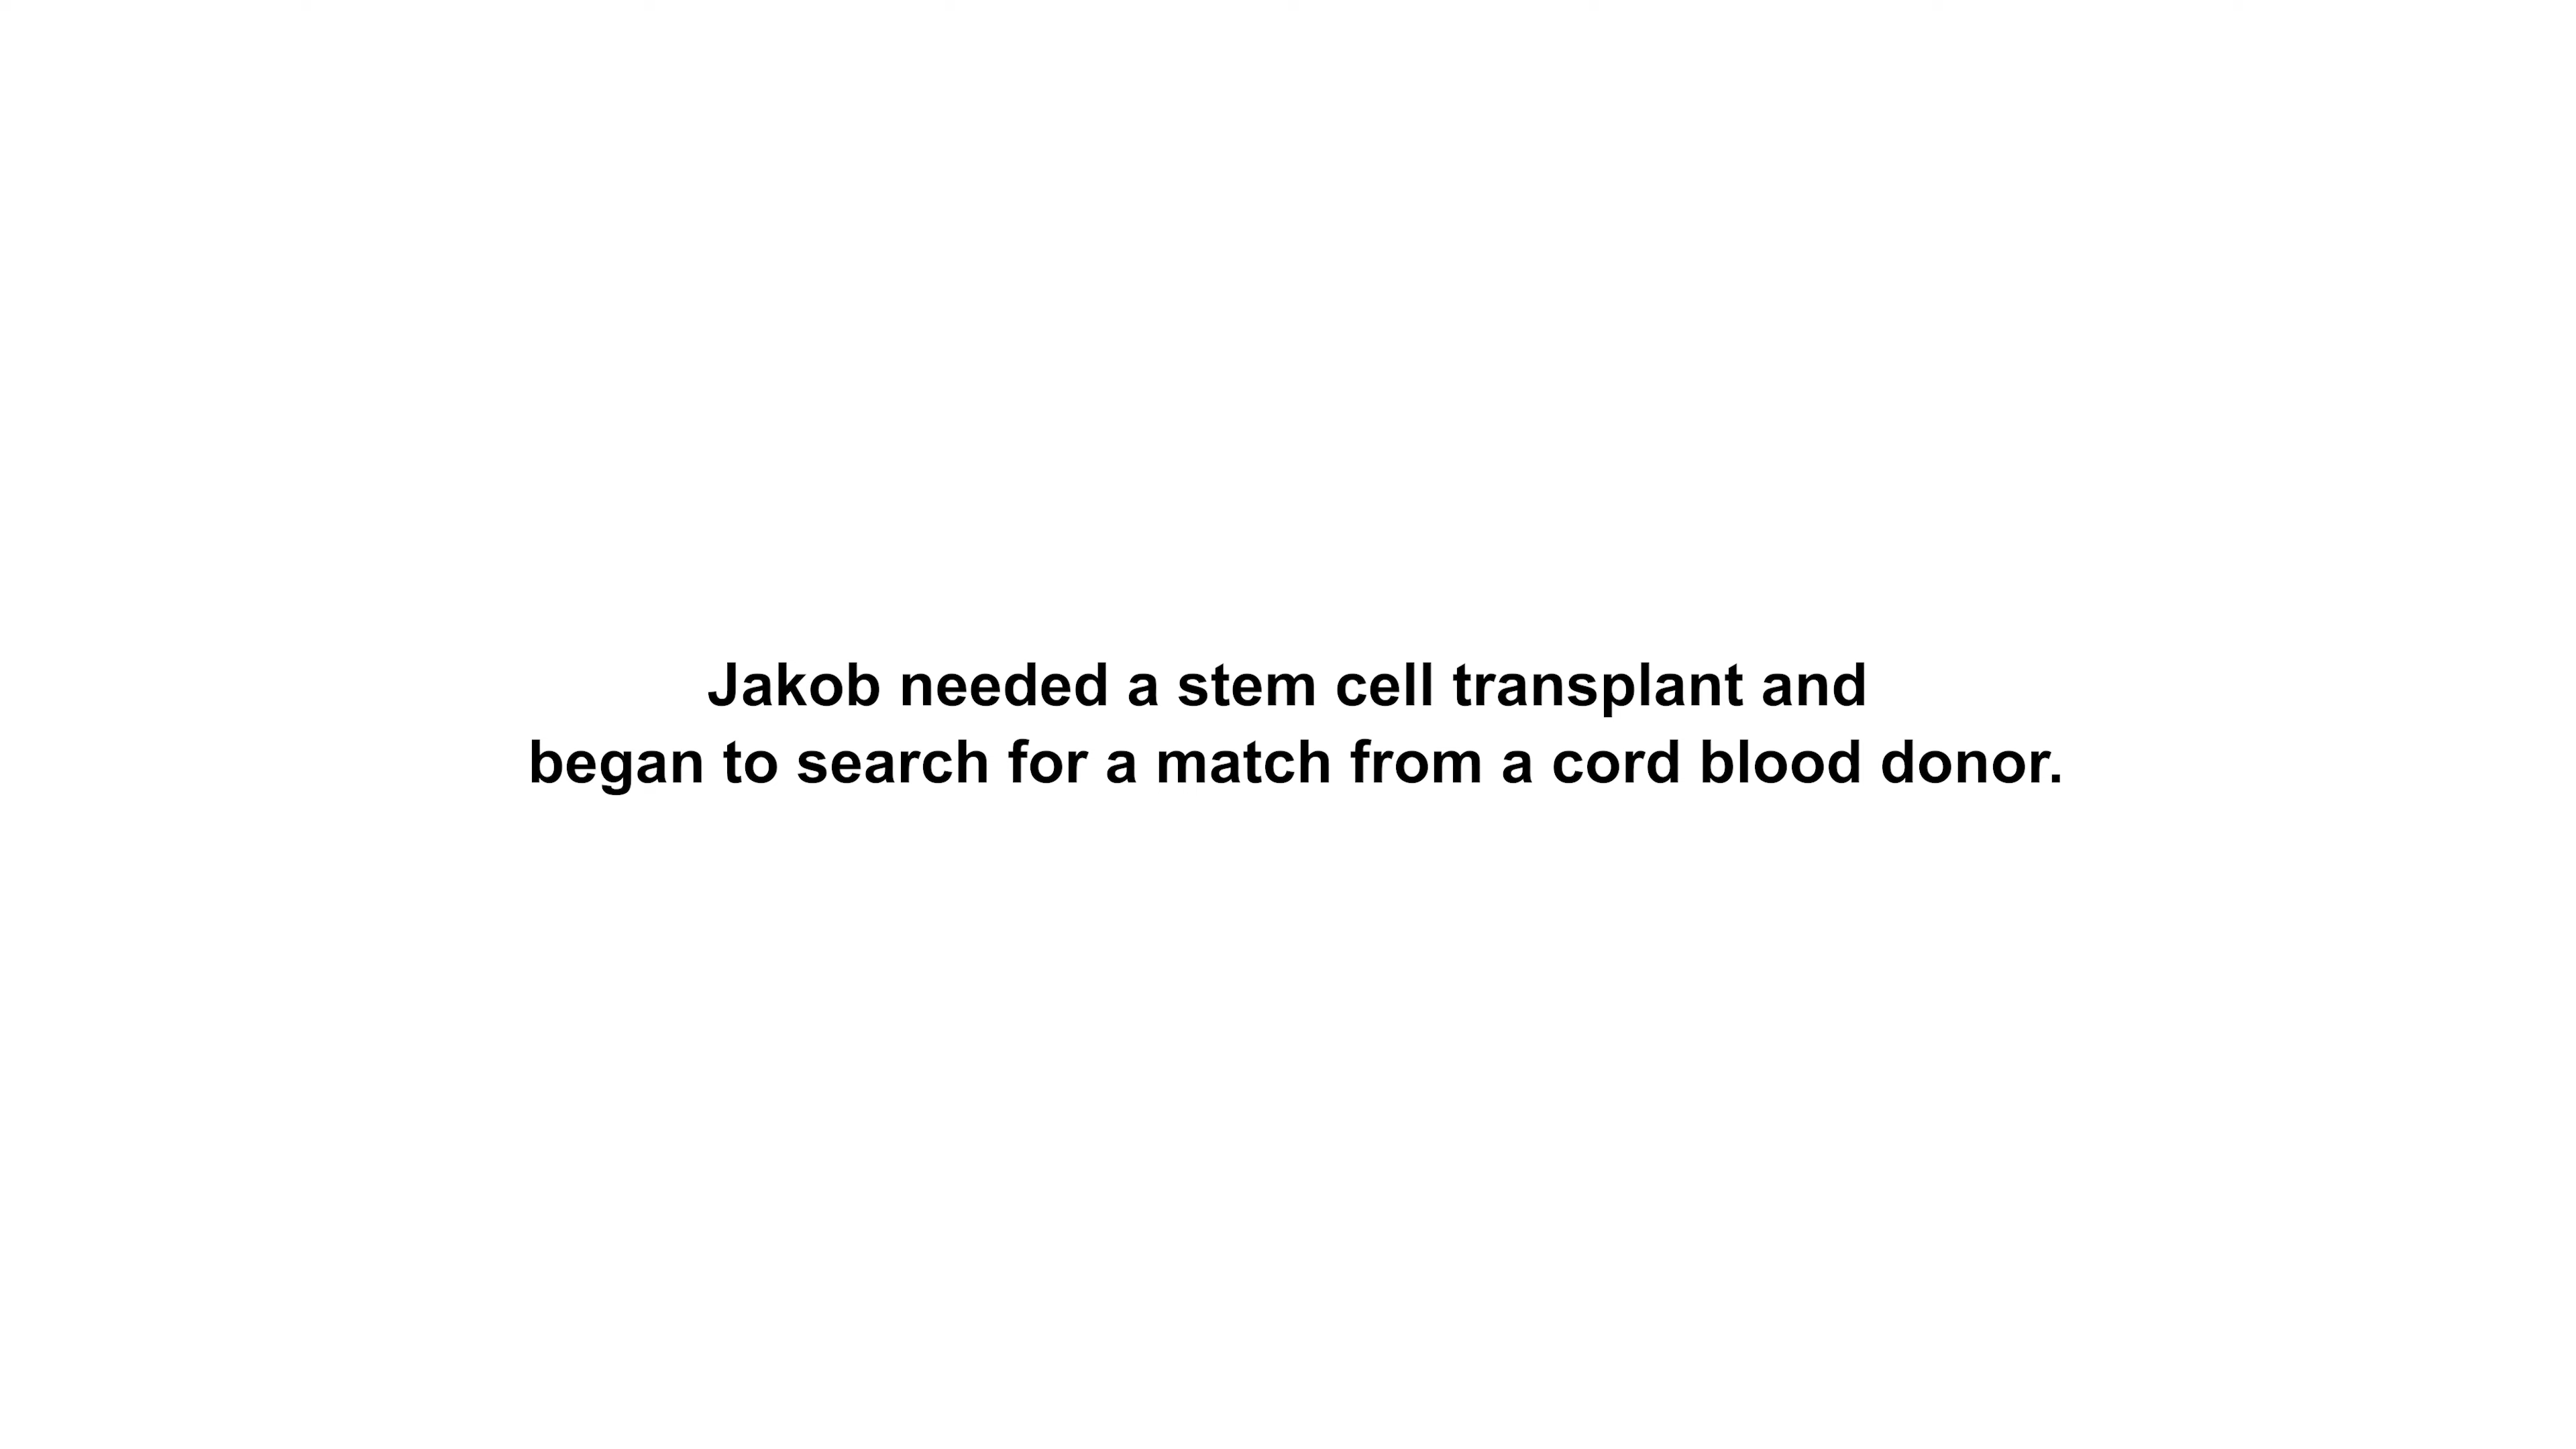 Jakob needed a stem cell transplant and
began to search for a match from a cord blood donor.